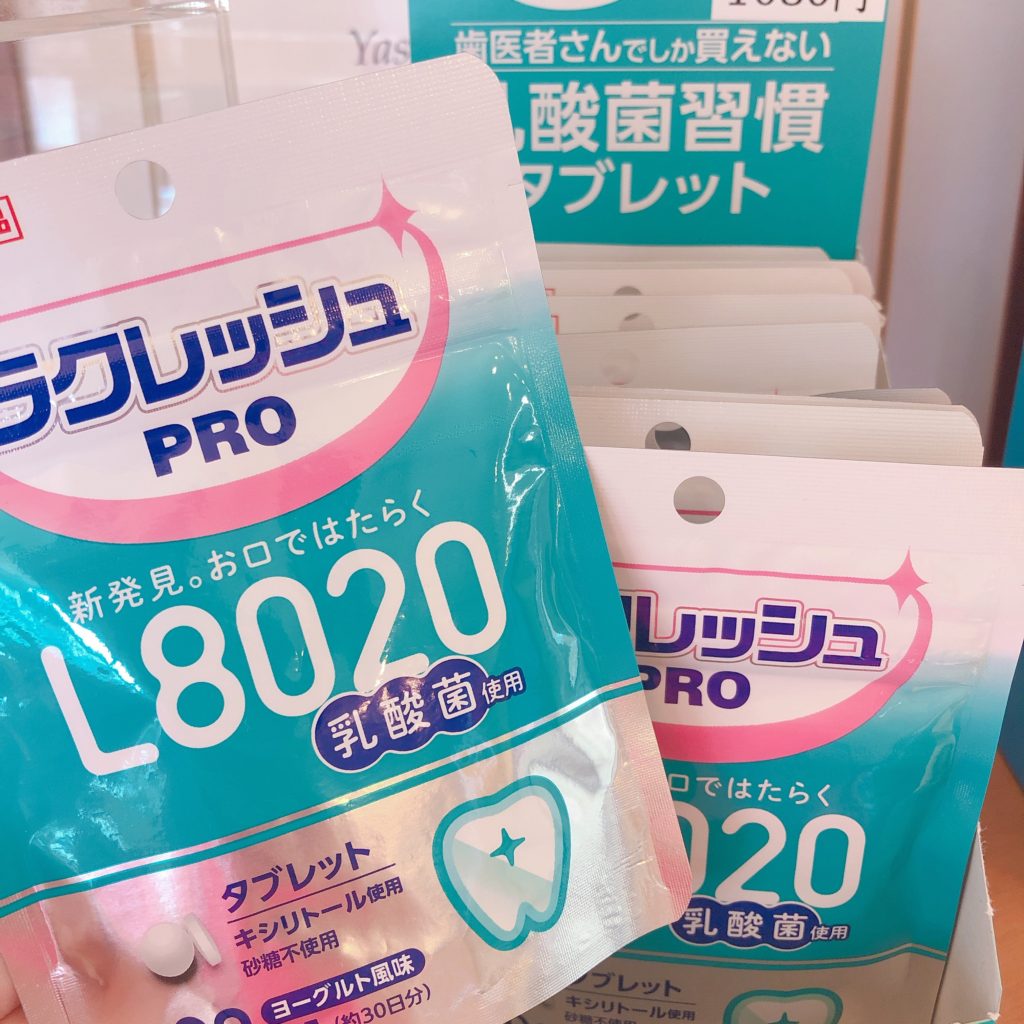 Yas
歯医者さんでしか買えない
乳酸菌習慣
タブレット
品
ラクレッシュ
PRO
新発見。お口ではたらく
L8020
乳酸菌使用
タブレット
キシリトール使用
砂糖不使用
ヨーグルト風味
(約30日分)
レッシュ
PRO
口ではたらく
020
乳酸菌使用
ブレット
キシリトール使用
砂糖不使用